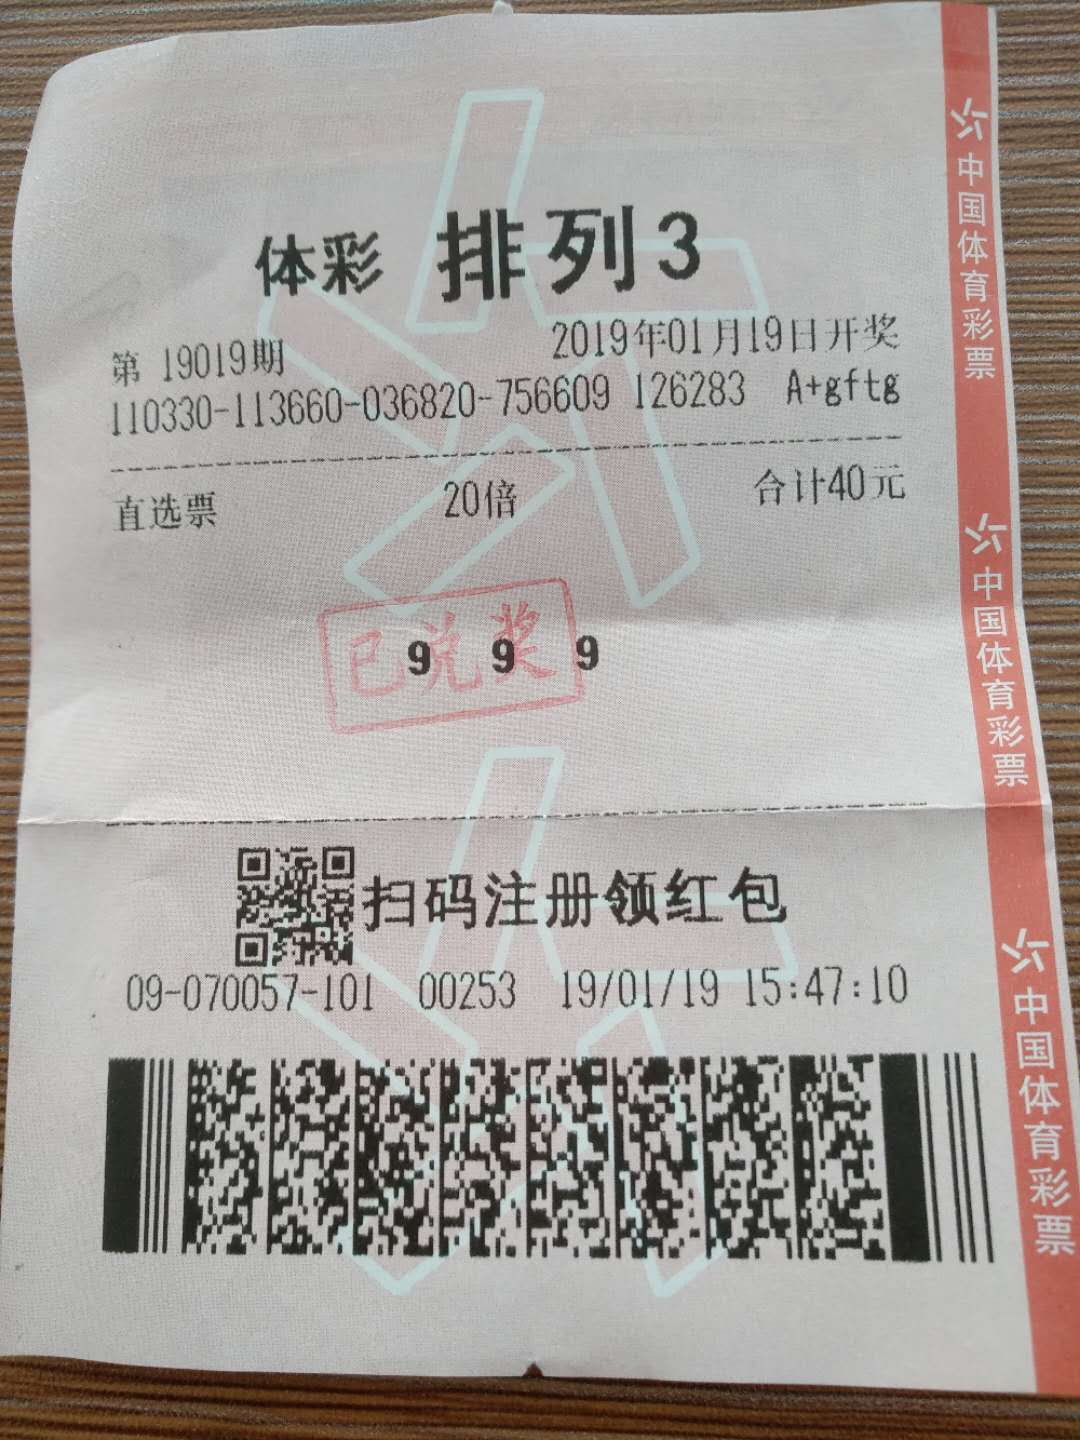 体彩 排列3
第 19019期 2019年01月19日开奖
110330-113660-036820-756609 126283 A+gftg
直选票 20倍 合计40元
已兑奖
9 9 9
扫码注册领红包
09-070057-101 00253 19/01/19 15:47:10
中国体育彩票
中国体育彩票
中国体育彩票